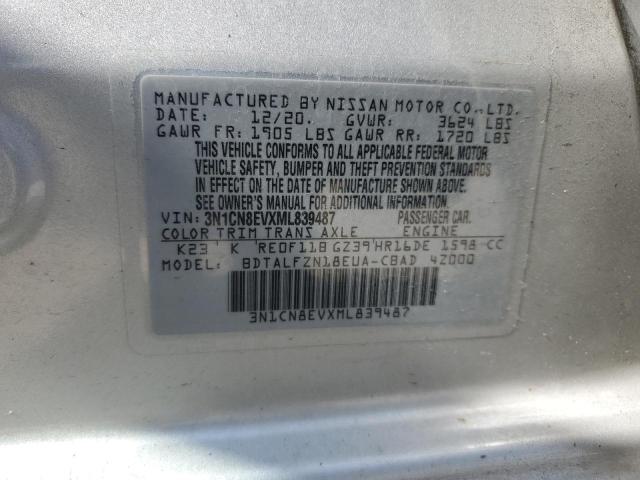 MANUFACTURED BY NISSAN MOTOR CO.,LTD.
DATE: 12/20. GVWR: 3624 LBS
GAWR FR: 1905 LBS GAWR RR: 1720 LBS
THIS VEHICLE CONFORMS TO ALL APPLICABLE FEDERAL MOTOR
VEHICLE SAFETY, BUMPER AND THEFT PREVENTION STANDARDS
IN EFFECT ON THE DATE OF MANUFACTURE SHOWN ABOVE.
SEE OWNER'S MANUAL FOR ADDITIONAL INFORMATION.
VIN: 3N1CN8EVXML839487 PASSENGER CAR.
COLOR TRIM TRANS AXLE ENGINE
K23 K RE0F11B GZ39 HR16DE 1598 CC
MODEL: BDTALFZN18EUA-CBAD 4Z000
3N1CN8EVXML839487